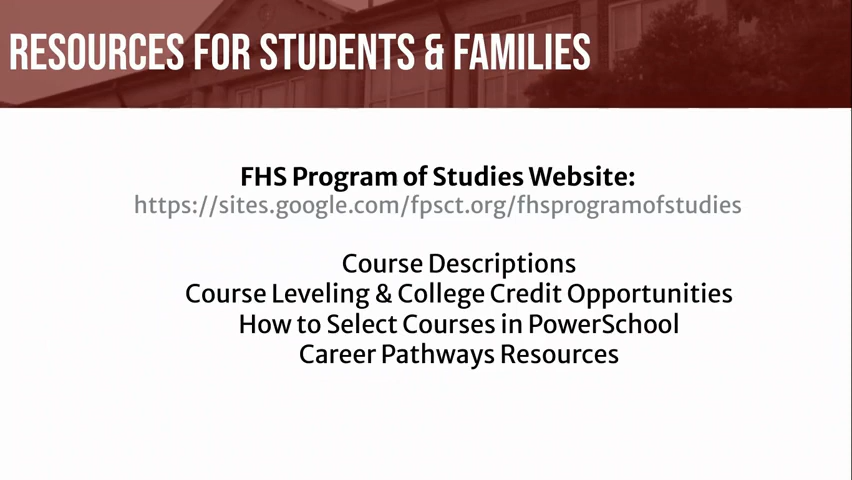 RESOURCES FOR STUDENTS & FAMILIES
FHS Program of Studies Website:
https://sites.google.com/fpsct.org/fhsprogramofstudies
Course Descriptions
Course Leveling & College Credit Opportunities
How to Select Courses in PowerSchool
Career Pathways Resources